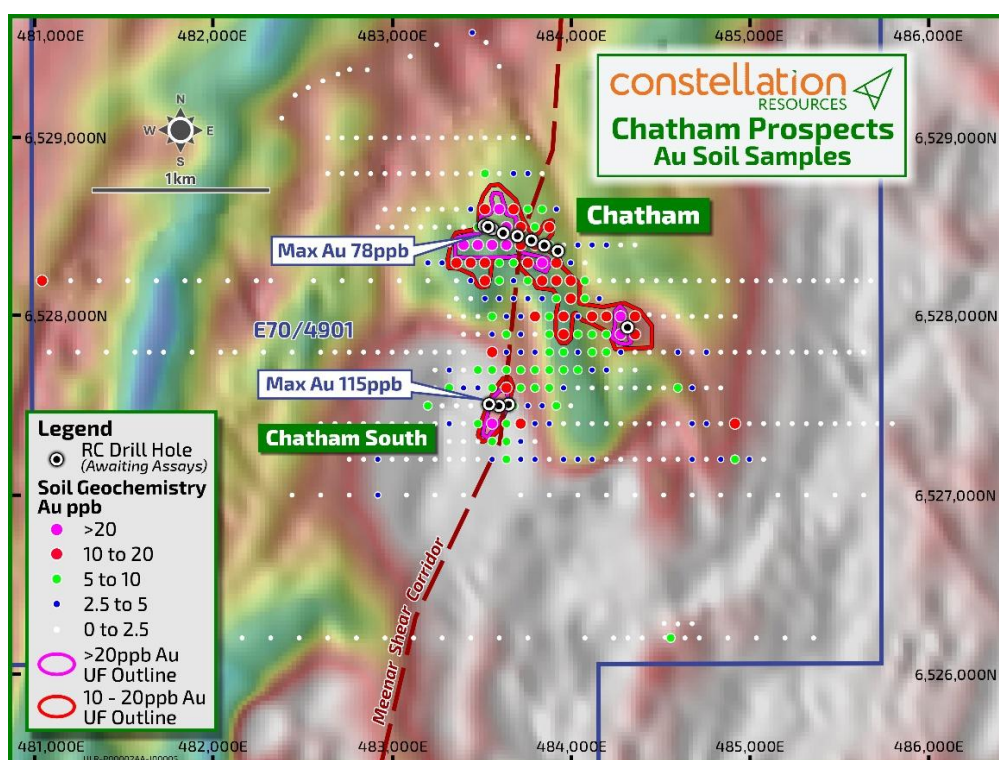 481,000E
482,000E
483,000E
484,000E
485,000E
486,000E
constellation
RESOURCES
Chatham Prospects
Au Soil Samples
N
W
E
S
1km
6,529,000N
6,529,000N
Chatham
Max Au 78ppb
6,528,000N
6,528,000N
E70/4901
Max Au 115ppb
Chatham South
Legend
RC Drill Hole
(Awaiting Assays)
Soil Geochemistry
Au ppb
>20
10 to 20
5 to 10
2.5 to 5
0 to 2.5
>20ppb Au
UF Outline
10 - 20ppb Au
UF Outline
6,527,000N
Meenar Shear Corridor
6,526,000N
481,000E
482,000E
483,000E
484,000E
485,000E
486,000E